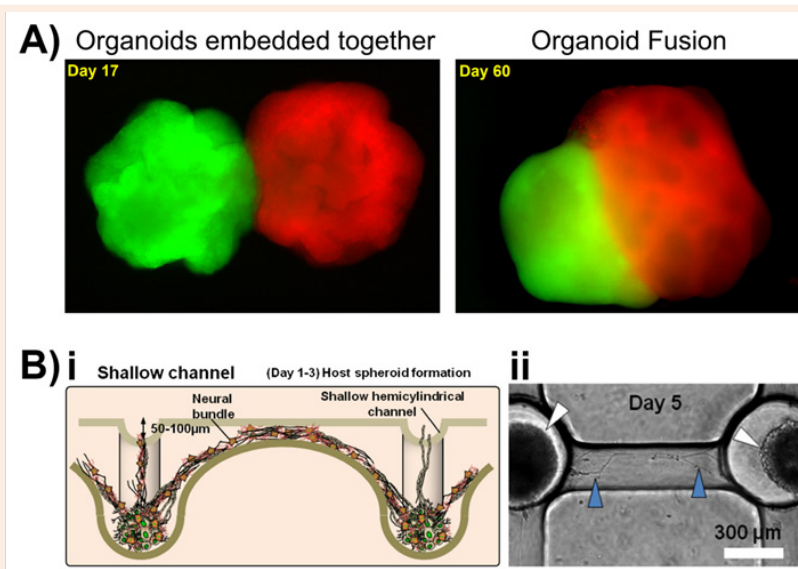 A)
Organoids embedded together
Organoid Fusion
Day 17
Day 60
B) i
Shallow channel
(Day 1-3) Host spheroid formation
Neural
bundle
Shallow hemicylindrical
channel
50-100µm
ii
Day 5
300 µm